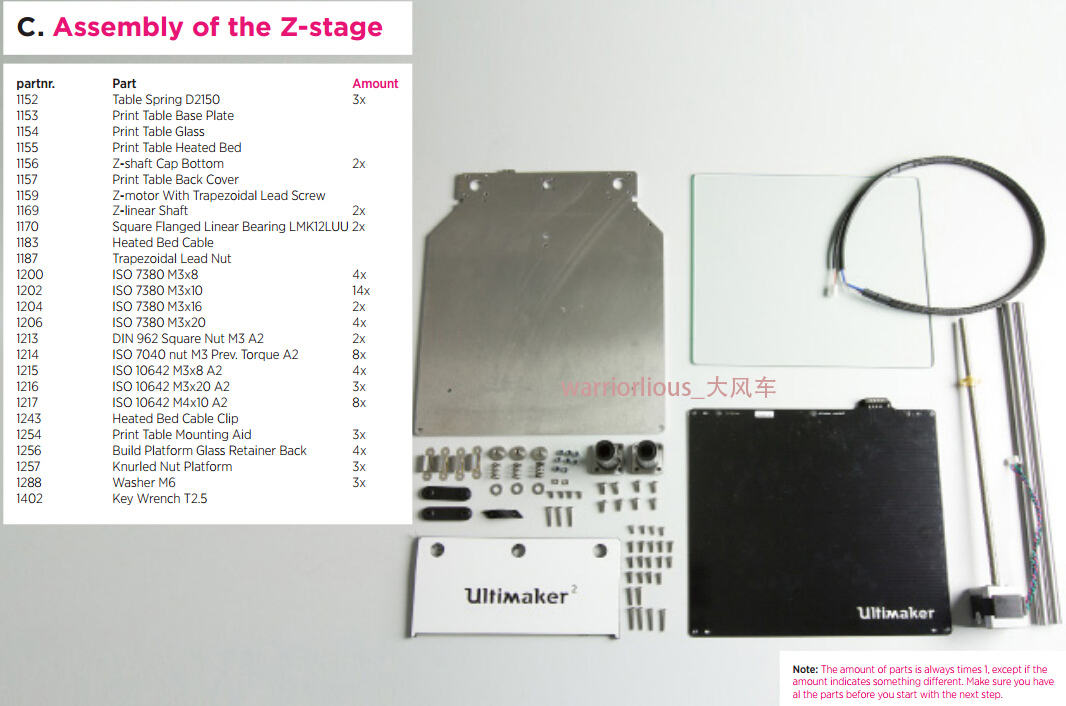 C. Assembly of the Z-stage
partnr. Part Amount
1152 Table Spring D2150 3x
1153 Print Table Base Plate
1154 Print Table Glass
1155 Print Table Heated Bed
1156 Z-shaft Cap Bottom 2x
1157 Print Table Back Cover
1159 Z-motor With Trapezoidal Lead Screw
1169 Z-linear Shaft 2x
1170 Square Flanged Linear Bearing LMK12LUU 2x
1183 Heated Bed Cable
1187 Trapezoidal Lead Nut
1200 ISO 7380 M3x8 4x
1202 ISO 7380 M3x10 14x
1204 ISO 7380 M3x16 2x
1206 ISO 7380 M3x20 4x
1213 DIN 962 Square Nut M3 A2 2x
1214 ISO 7040 nut M3 Prev. Torque A2 8x
1215 ISO 10642 M3x8 A2 4x
1216 ISO 10642 M3x20 A2 3x
1217 ISO 10642 M4x10 A2 8x
1243 Heated Bed Cable Clip
1254 Print Table Mounting Aid 3x
1256 Build Platform Glass Retainer Back 4x
1257 Knurled Nut Platform 3x
1288 Washer M6 3x
1402 Key Wrench T2.5
warriorlious_大风车
Ultimaker 2
Ultimaker
Note: The amount of parts is always times 1, except if the
amount indicates something different. Make sure you have
al the parts before you start with the next step.